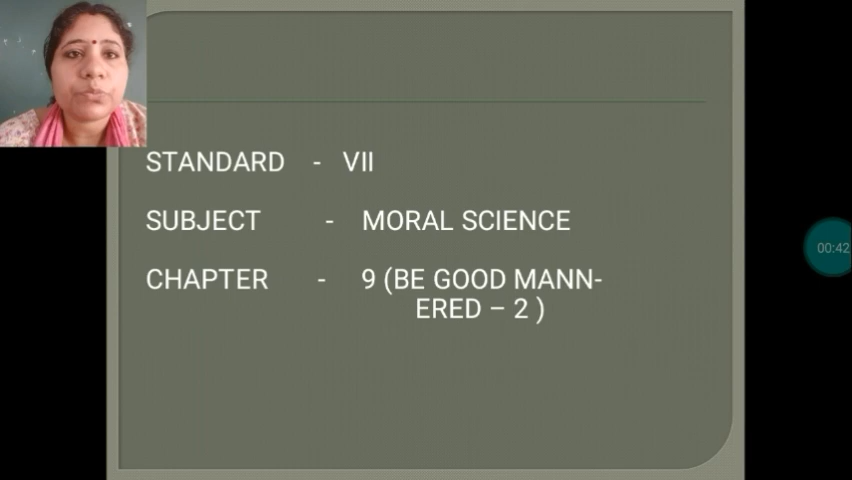 STANDARD - VII
SUBJECT - MORAL SCIENCE
CHAPTER - 9 (BE GOOD MANN-
ERED – 2 )
00:42